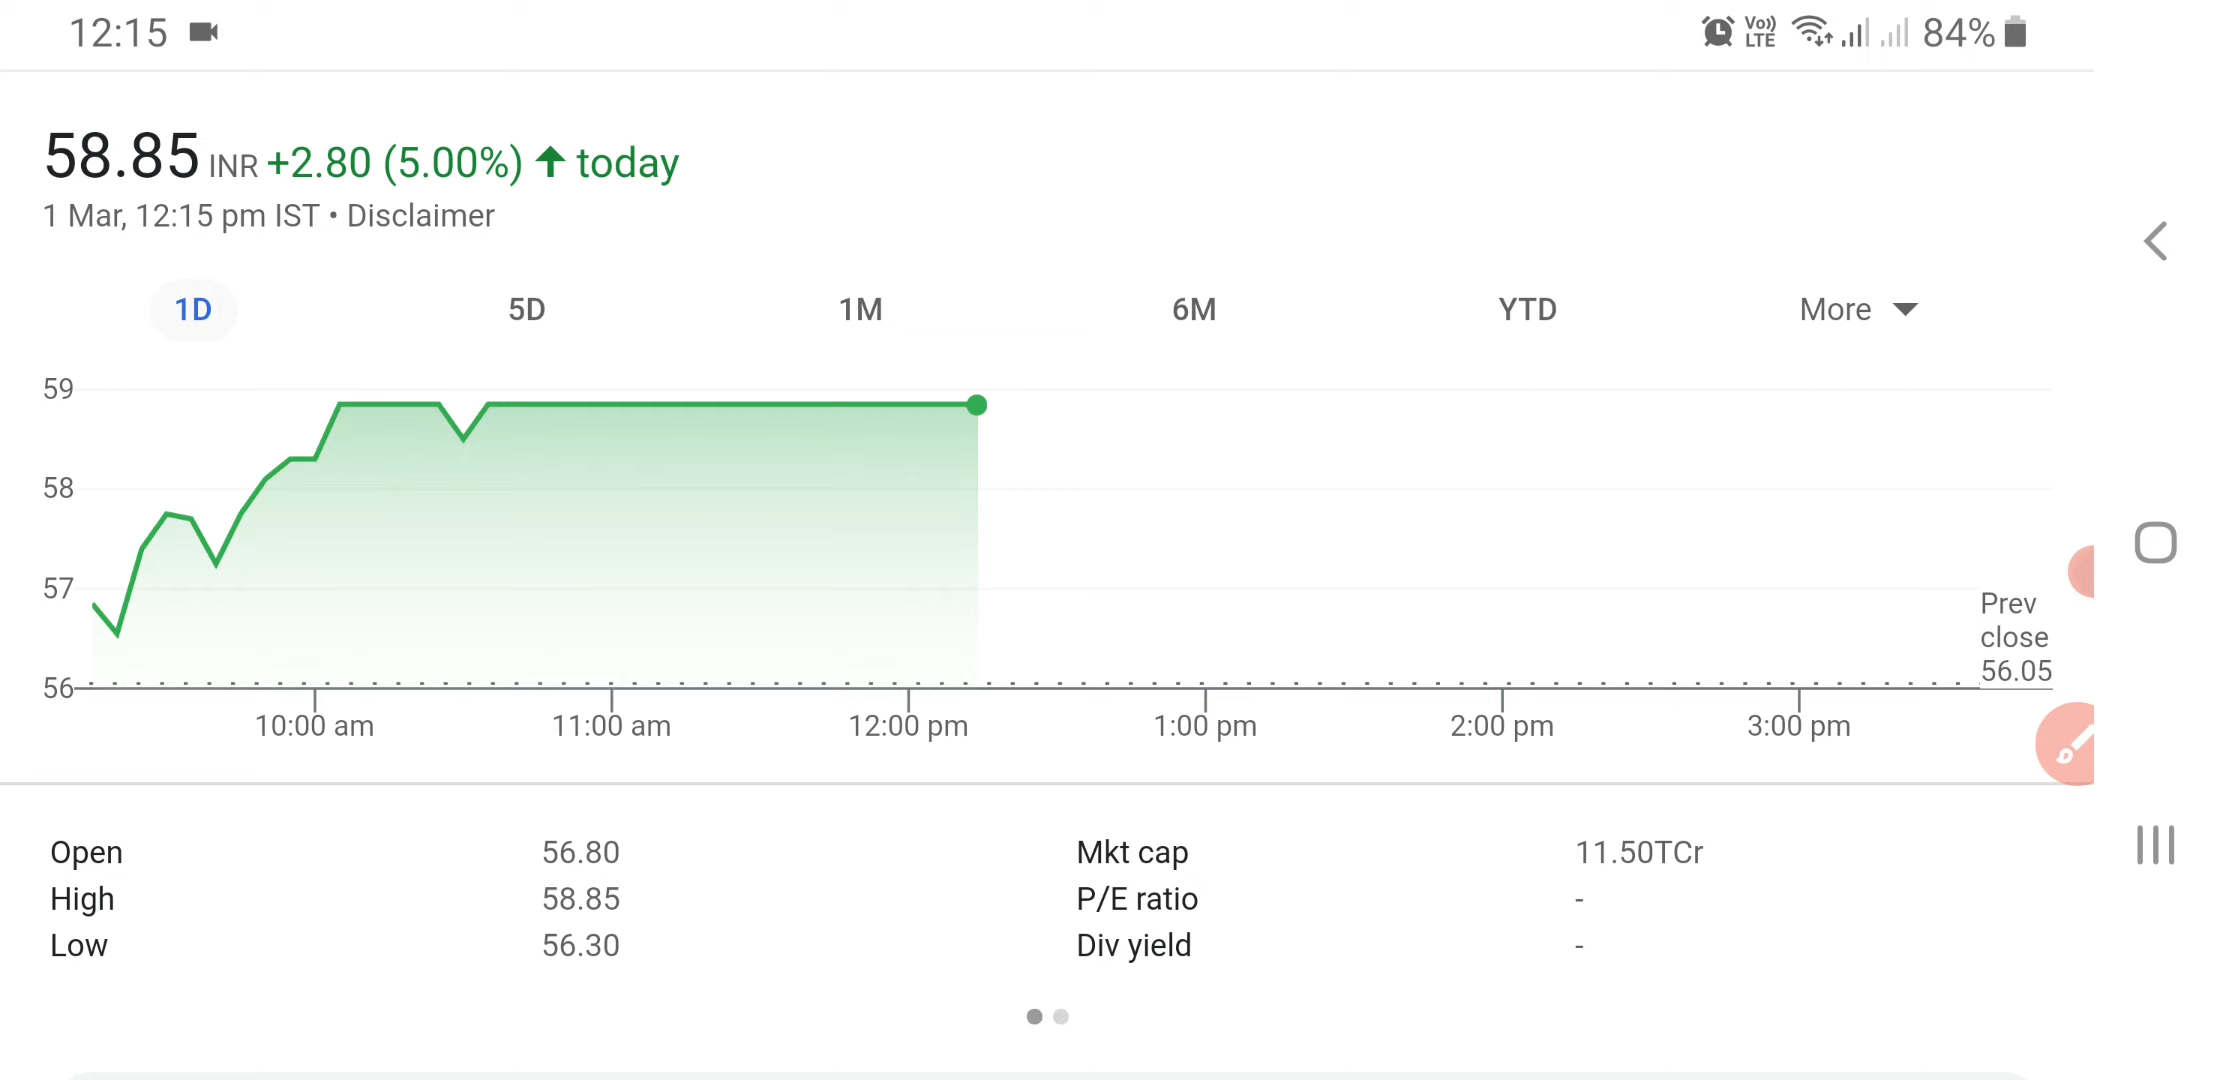 12:15 Vo)) LTE 84%
58.85 INR +2.80 (5.00%) ↑ today
1 Mar, 12:15 pm IST • Disclaimer
1D 5D 1M 6M YTD More
59
58
57
56
Prev
close
56.05
10:00 am 11:00 am 12:00 pm 1:00 pm 2:00 pm 3:00 pm
Open 56.80 Mkt cap 11.50TCr
High 58.85 P/E ratio -
Low 56.30 Div yield -